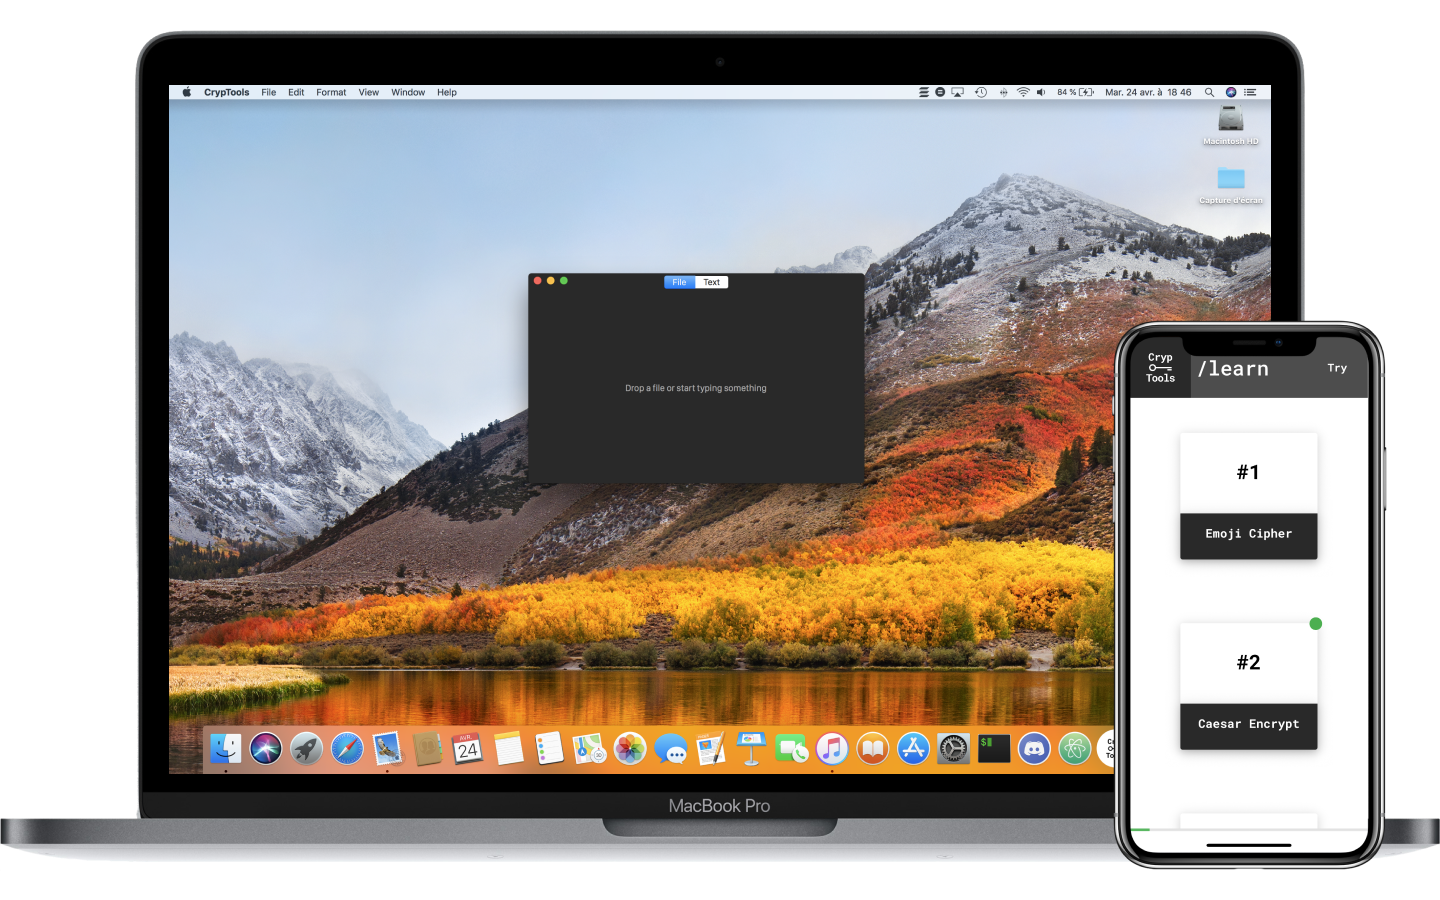 CrypTools File Edit Format View Window Help
84 % Mar. 24 avr. à 18 46
Macintosh HD
Capture d'écran
File Text
Drop a file or start typing something
AVR.
24
$
MacBook Pro
Cryp
Tools
/learn
Try
#1
Emoji Cipher
#2
Caesar Encrypt